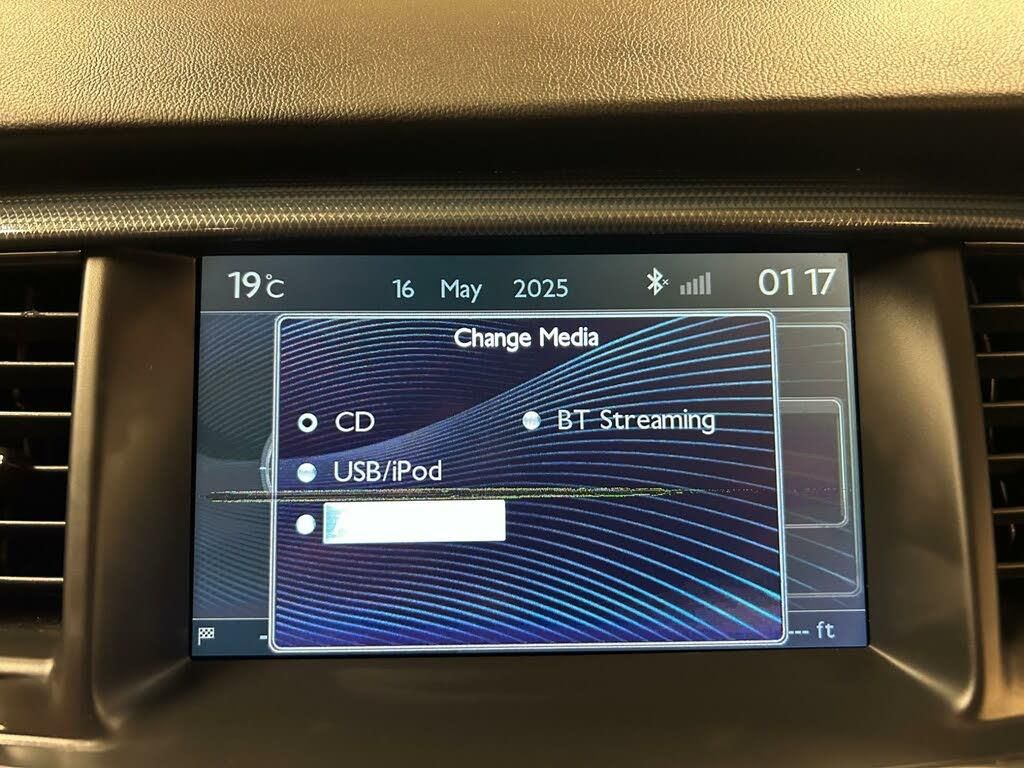 19°C 16 May 2025 01 17
Change Media
CD BT Streaming
USB/iPod
- --- ft